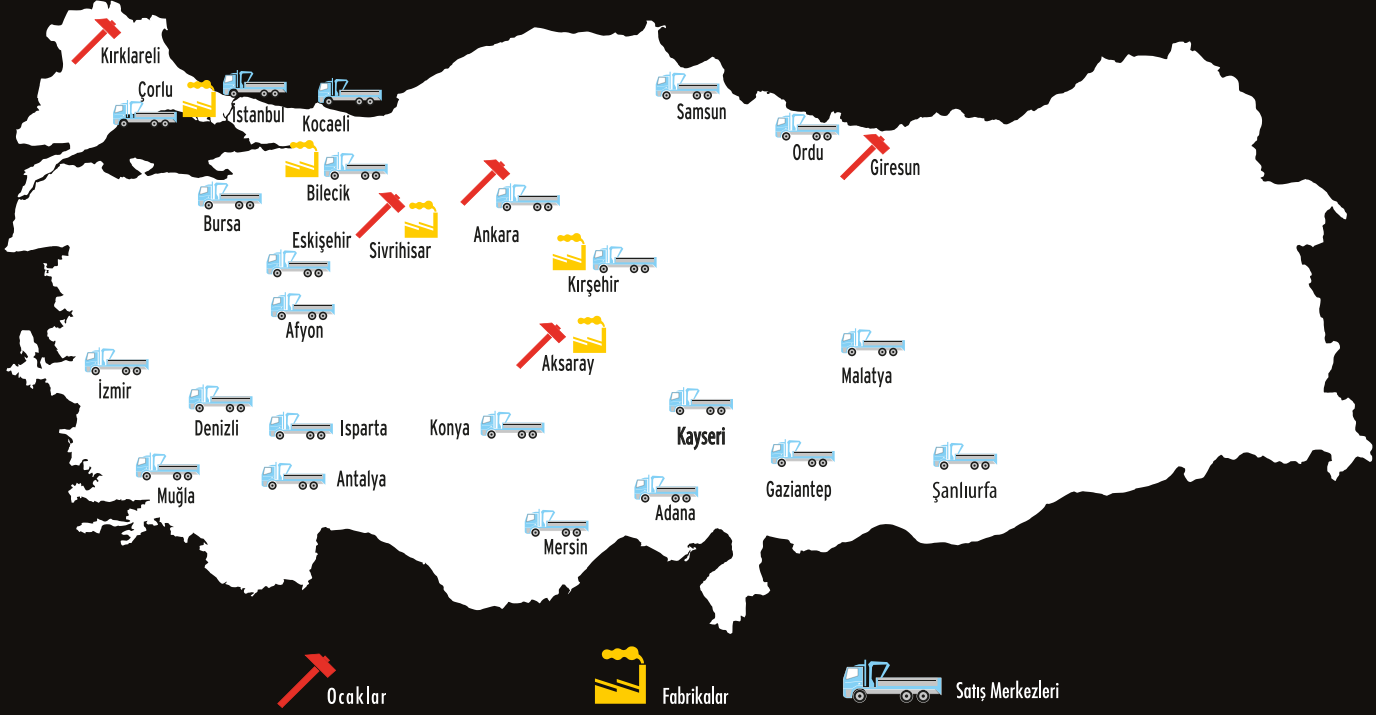 Kırklareli
Çorlu
İstanbul
Kocaeli
Samsun
Ordu
Giresun
Bilecik
Bursa
Eskişehir
Sivrihisar
Ankara
Kırşehir
Afyon
Aksaray
Malatya
İzmir
Denizli
Isparta
Konya
Kayseri
Muğla
Antalya
Gaziantep
Şanlıurfa
Adana
Mersin
Ocaklar
Fabrikalar
Satış Merkezleri